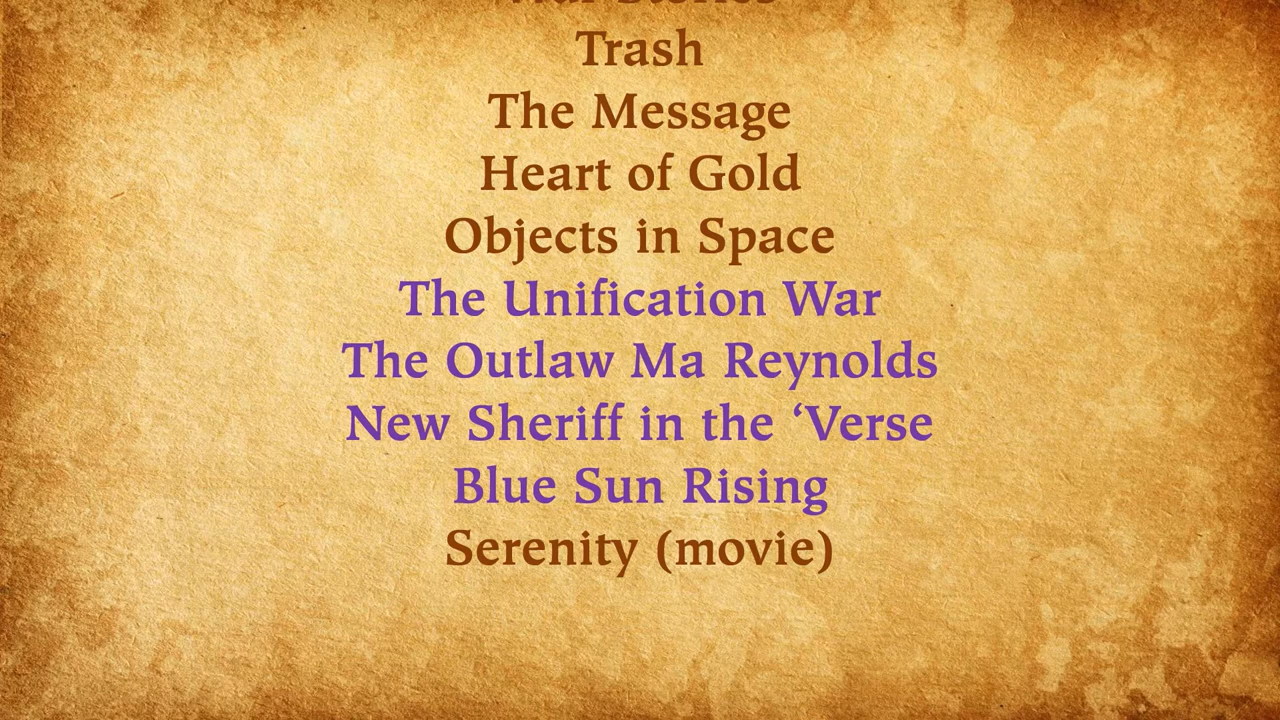 Trash
The Message
Heart of Gold
Objects in Space
The Unification War
The Outlaw Ma Reynolds
New Sheriff in the ‘Verse
Blue Sun Rising
Serenity (movie)